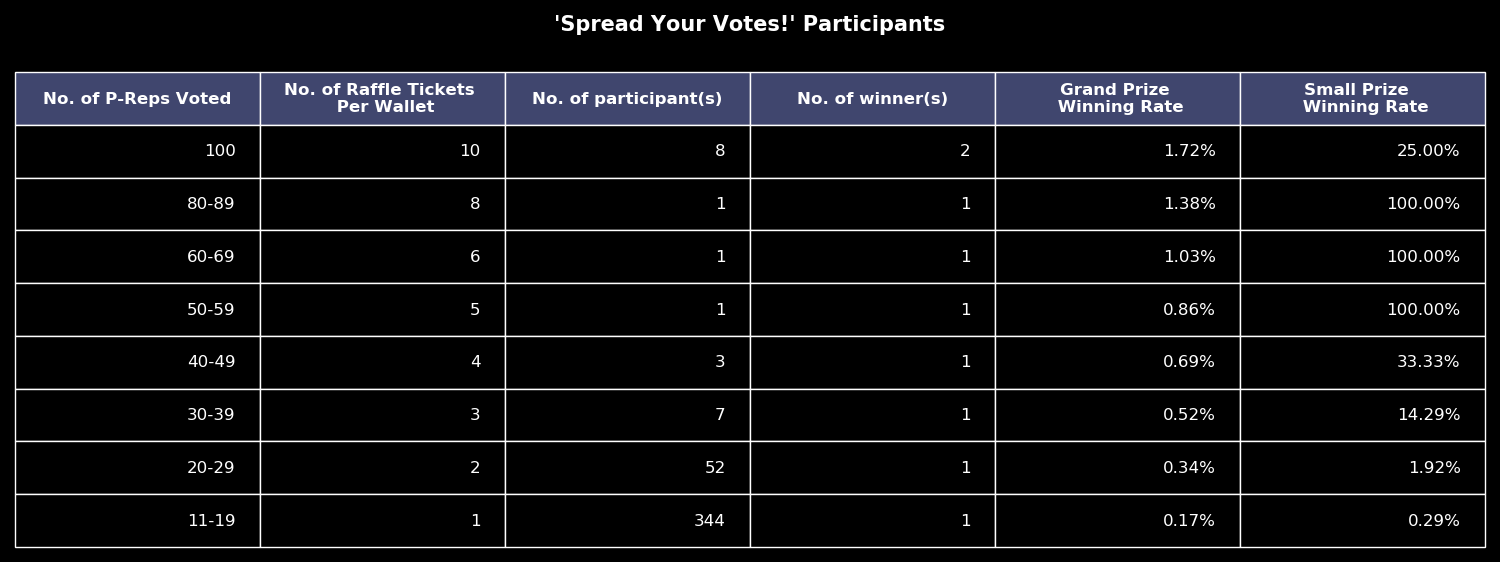 'Spread Your Votes!' Participants
No. of P-Reps Voted No. of Raffle Tickets Per Wallet No. of participant(s) No. of winner(s) Grand Prize Winning Rate Small Prize Winning Rate
100 10 8 2 1.72% 25.00%
80-89 8 1 1 1.38% 100.00%
60-69 6 1 1 1.03% 100.00%
50-59 5 1 1 0.86% 100.00%
40-49 4 3 1 0.69% 33.33%
30-39 3 7 1 0.52% 14.29%
20-29 2 52 1 0.34% 1.92%
11-19 1 344 1 0.17% 0.29%